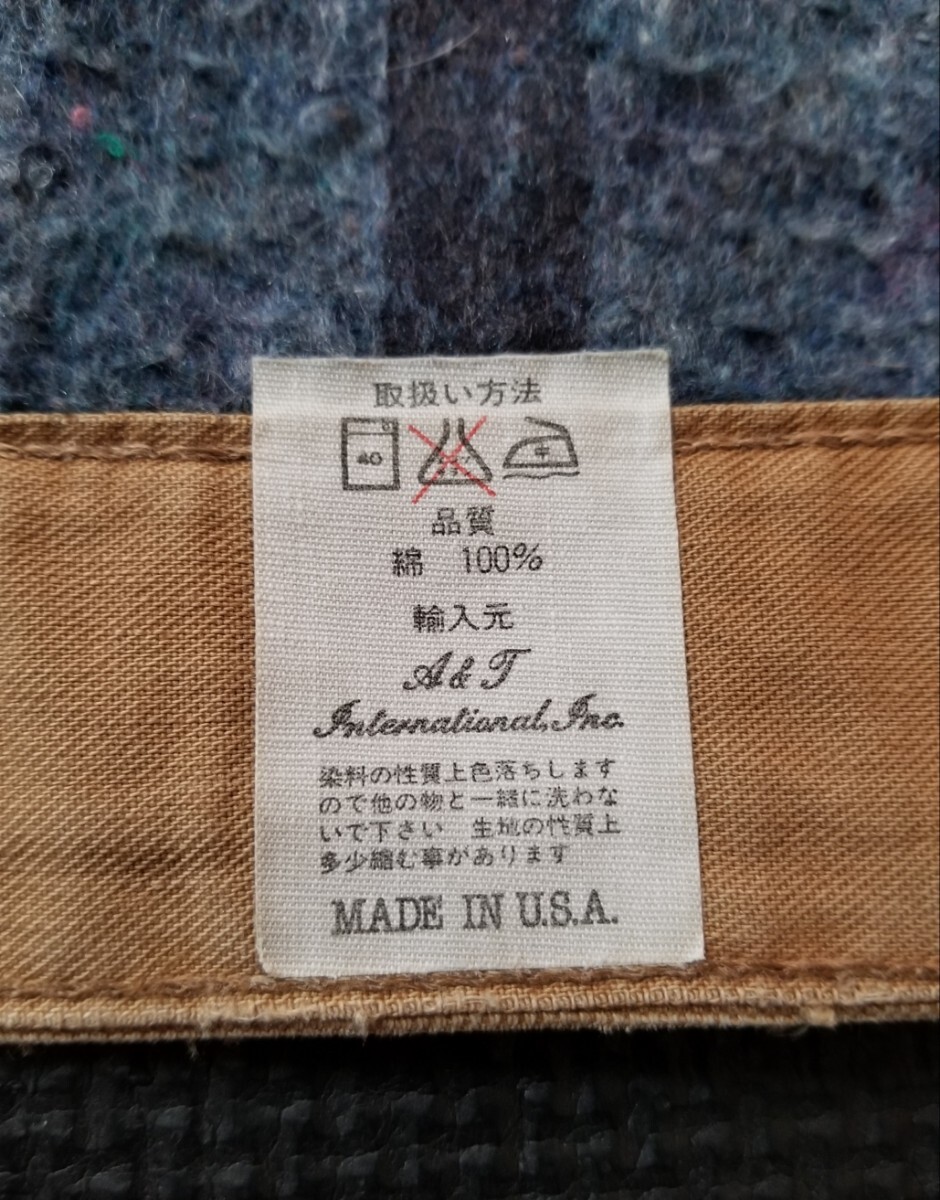 取扱い方法
40
中
品質
綿 100%
輸入元
A & T
International, Inc.
染料の性質上色落ちします
ので他の物と一緒に洗わな
いで下さい 生地の性質上
多少縮む事があります
MADE IN U.S.A.